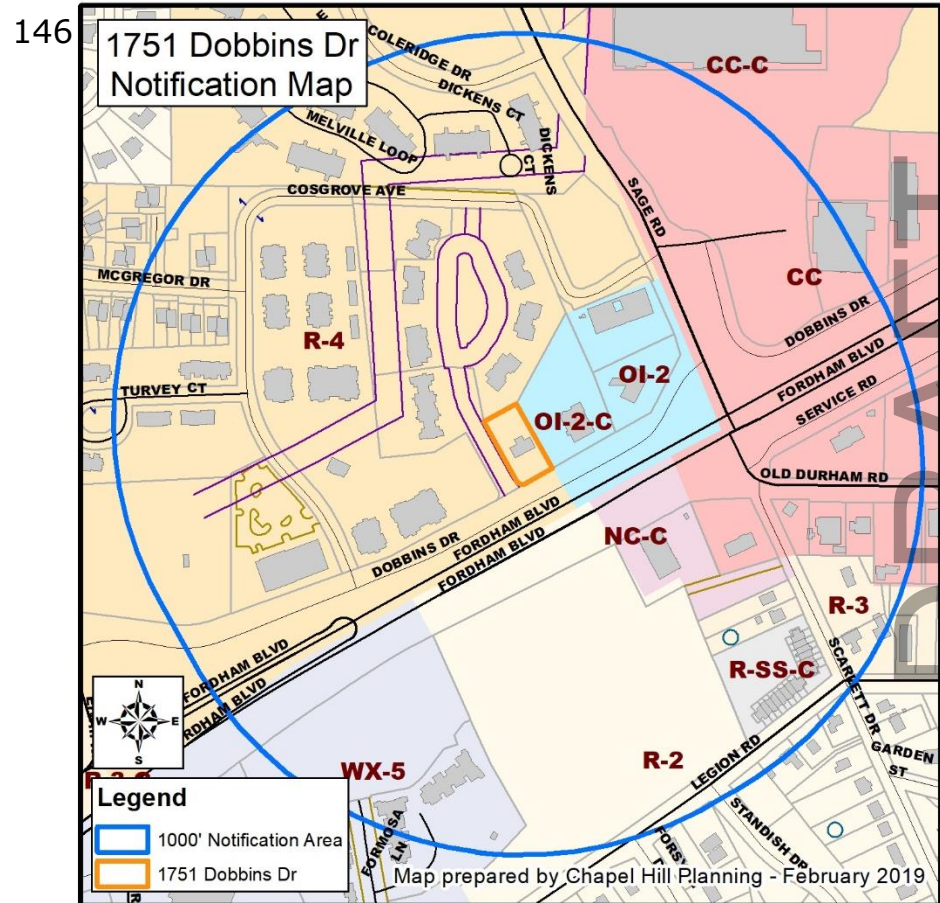 146
1751 Dobbins Dr
Notification Map
COLERIDGE DR
DICKENS CT
MELVILLE LOOP
DICKENS
CT
CC-C
COSGROVE AVE
SAGE RD
MCGREGOR DR
CC
DOBBINS DR
R-4
FORDHAM BLVD
SERVICE RD
OI-2
TURVEY CT
OI-2-C
OLD DURHAM RD
DRAFT
FORDHAM BLVD
DOBBINS DR
FORDHAM BLVD
NC-C
R-3
R-SS-C
SCARLETT DR
FORDHAM BLVD
N
W
E
S
LEGION RD
GARDEN
ST
R-2
WX-5
STANDISH DR
FORMOSA
LN
Legend
1000' Notification Area
1751 Dobbins Dr
Map prepared by Chapel Hill Planning - February 2019